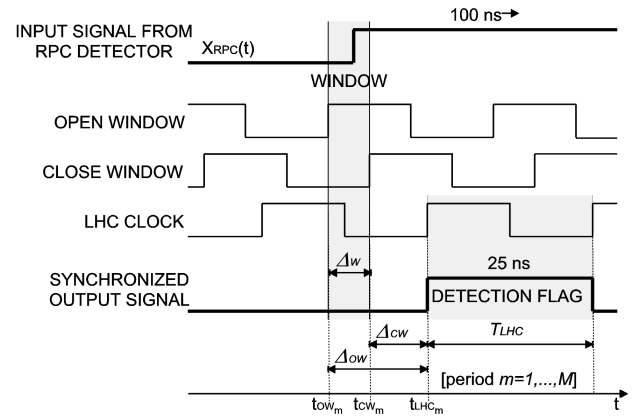 100 ns→
INPUT SIGNAL FROM
RPC DETECTOR
XRPC(t)
WINDOW
OPEN WINDOW
CLOSE WINDOW
LHC CLOCK
ΔW
25 ns
SYNCHRONIZED
OUTPUT SIGNAL
DETECTION FLAG
ΔCW
TLHC
ΔOW
[period m=1,...,M]
tOWm
tCWm
tLHCm
t